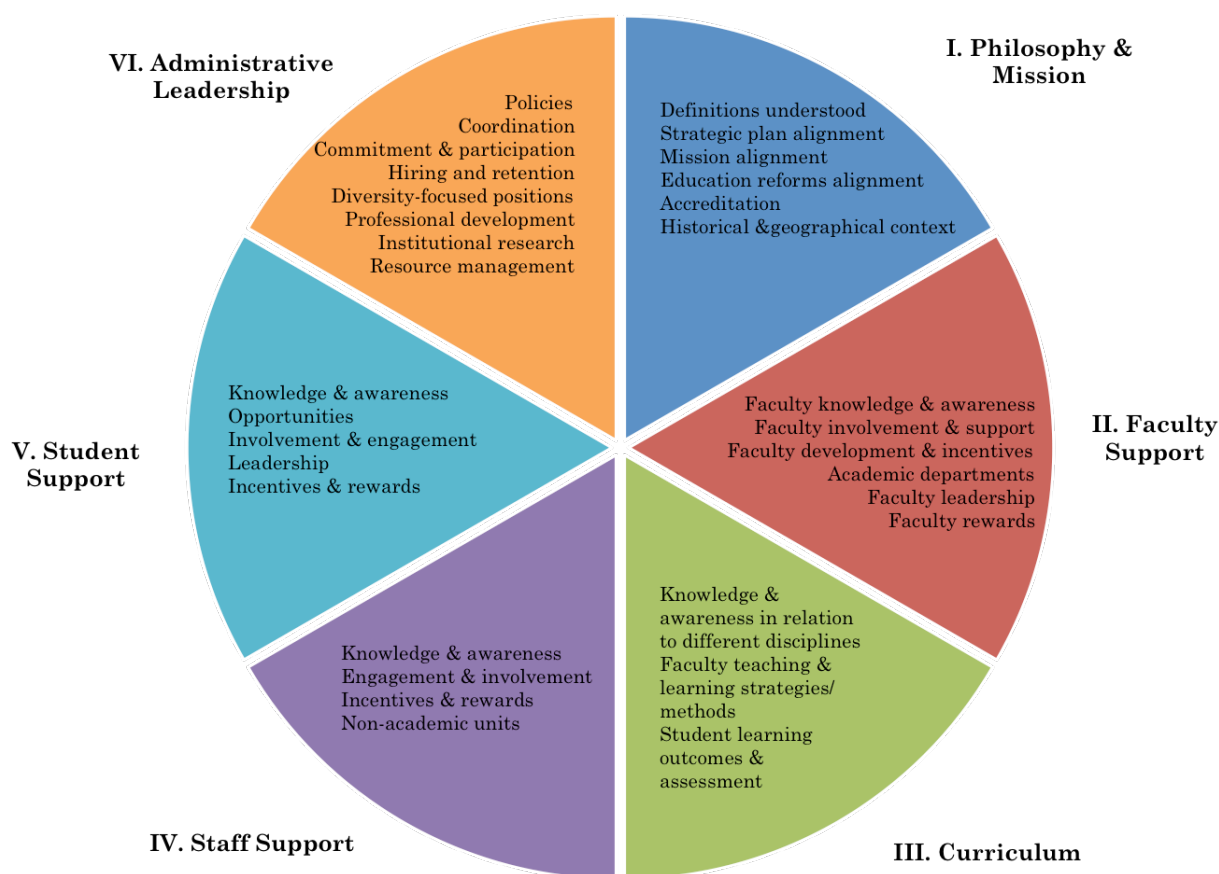 I. Philosophy &
Mission
Definitions understood
Strategic plan alignment
Mission alignment
Education reforms alignment
Accreditation
Historical &geographical context
II. Faculty
Support
Faculty knowledge & awareness
Faculty involvement & support
Faculty development & incentives
Academic departments
Faculty leadership
Faculty rewards
III. Curriculum
Knowledge &
awareness in relation
to different disciplines
Faculty teaching &
learning strategies/
methods
Student learning
outcomes &
assessment
IV. Staff Support
Knowledge & awareness
Engagement & involvement
Incentives & rewards
Non-academic units
V. Student
Support
Knowledge & awareness
Opportunities
Involvement & engagement
Leadership
Incentives & rewards
VI. Administrative
Leadership
Policies
Coordination
Commitment & participation
Hiring and retention
Diversity-focused positions
Professional development
Institutional research
Resource management